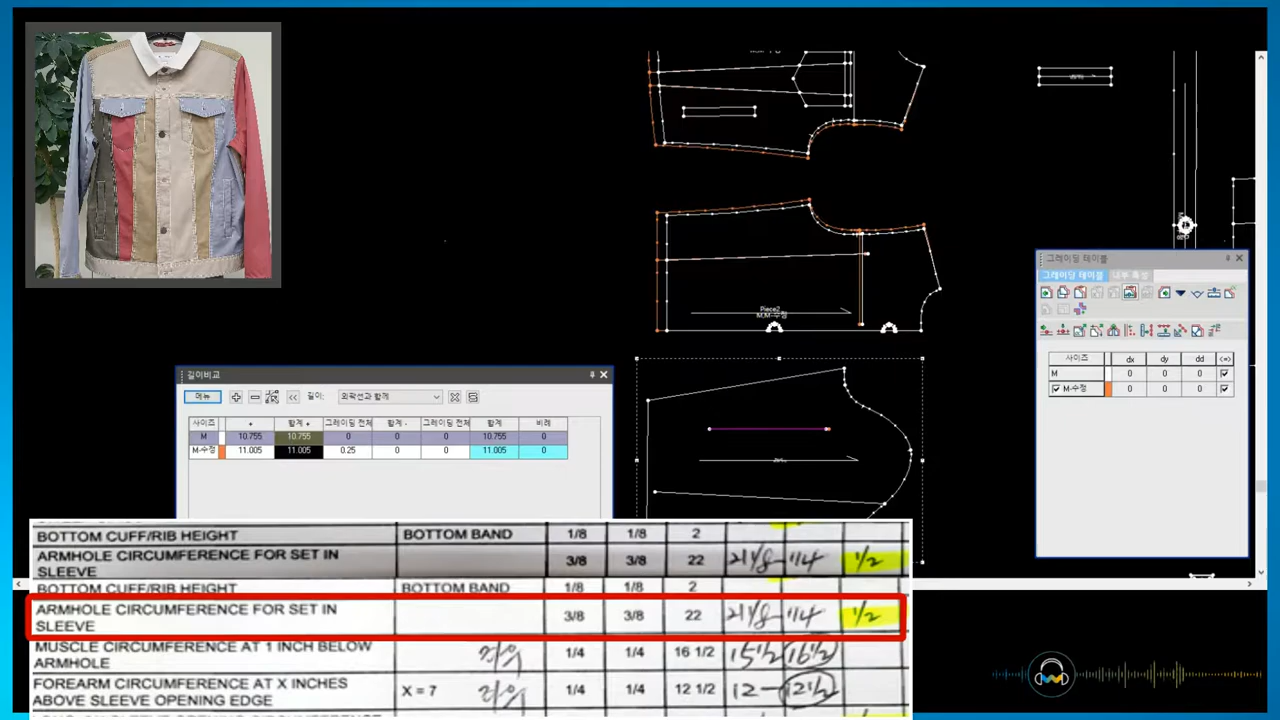 Piece2
M,M-수정
그레이딩 테이블
그레이딩 테이블 내부 속성
사이즈 dx dy dd
M 0 0 0
M-수정 0 0 0
길이비교
메뉴 길이: 외곽선과 함께
사이즈 + 합계 + 그레이딩 전체 합계 - 그레이딩 전체 합계 비례
M 10.755 10.755 0 0 0 10.755 0
M-수정 11.005 11.005 0.25 0 0 11.005 0
BOTTOM CUFF/RIB HEIGHT BOTTOM BAND 1/8 1/8 2
ARMHOLE CIRCUMFERENCE FOR SET IN 3/8 3/8 22 21 1/8 - 1/4 1/2
SLEEVE
BOTTOM CUFF/RIB HEIGHT BOTTOM BAND 1/8 1/8 2
ARMHOLE CIRCUMFERENCE FOR SET IN 3/8 3/8 22 21 1/8 - 1/4 1/2
SLEEVE
MUSCLE CIRCUMFERENCE AT 1 INCH BELOW 1/4 1/4 16 1/2 15 1/2 16 1/2
ARMHOLE
FOREARM CIRCUMFERENCE AT X INCHES X = 7 1/4 1/4 12 1/2 12 - 12 1/2
ABOVE SLEEVE OPENING EDGE